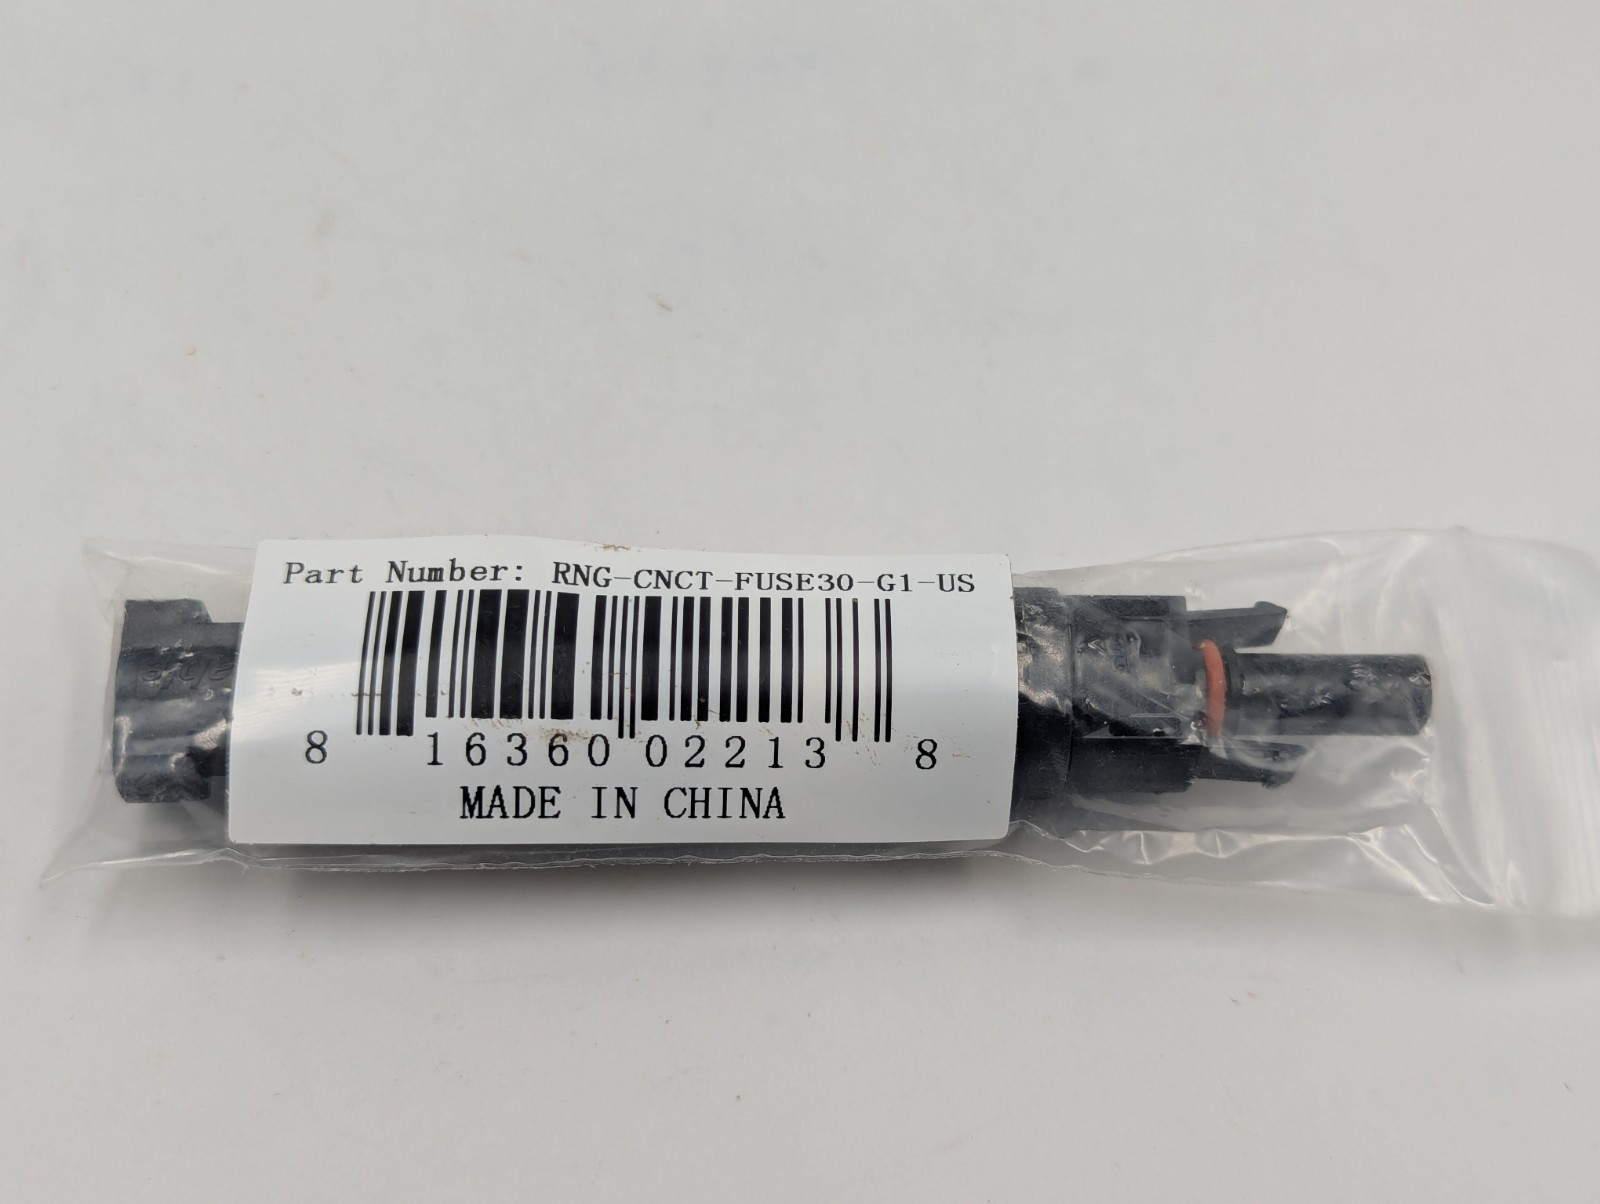 Part Number: RNG-CNCT-FUSE30-G1-US
8 16360 02213 8
MADE IN CHINA